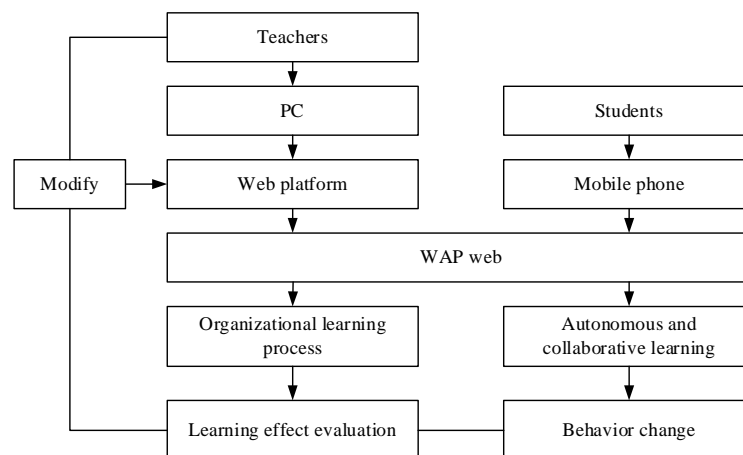 Teachers
PC
Students
Modify
Web platform
Mobile phone
WAP web
Organizational learning
process
Autonomous and
collaborative learning
Learning effect evaluation
Behavior change